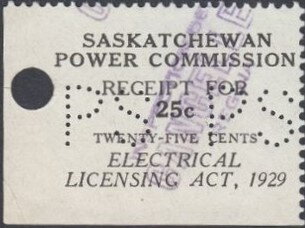 SASKATCHEWAN
POWER COMMISSION
RECEIPT FOR
25c
TWENTY-FIVE CENTS
ELECTRICAL
LICENSING ACT, 1929